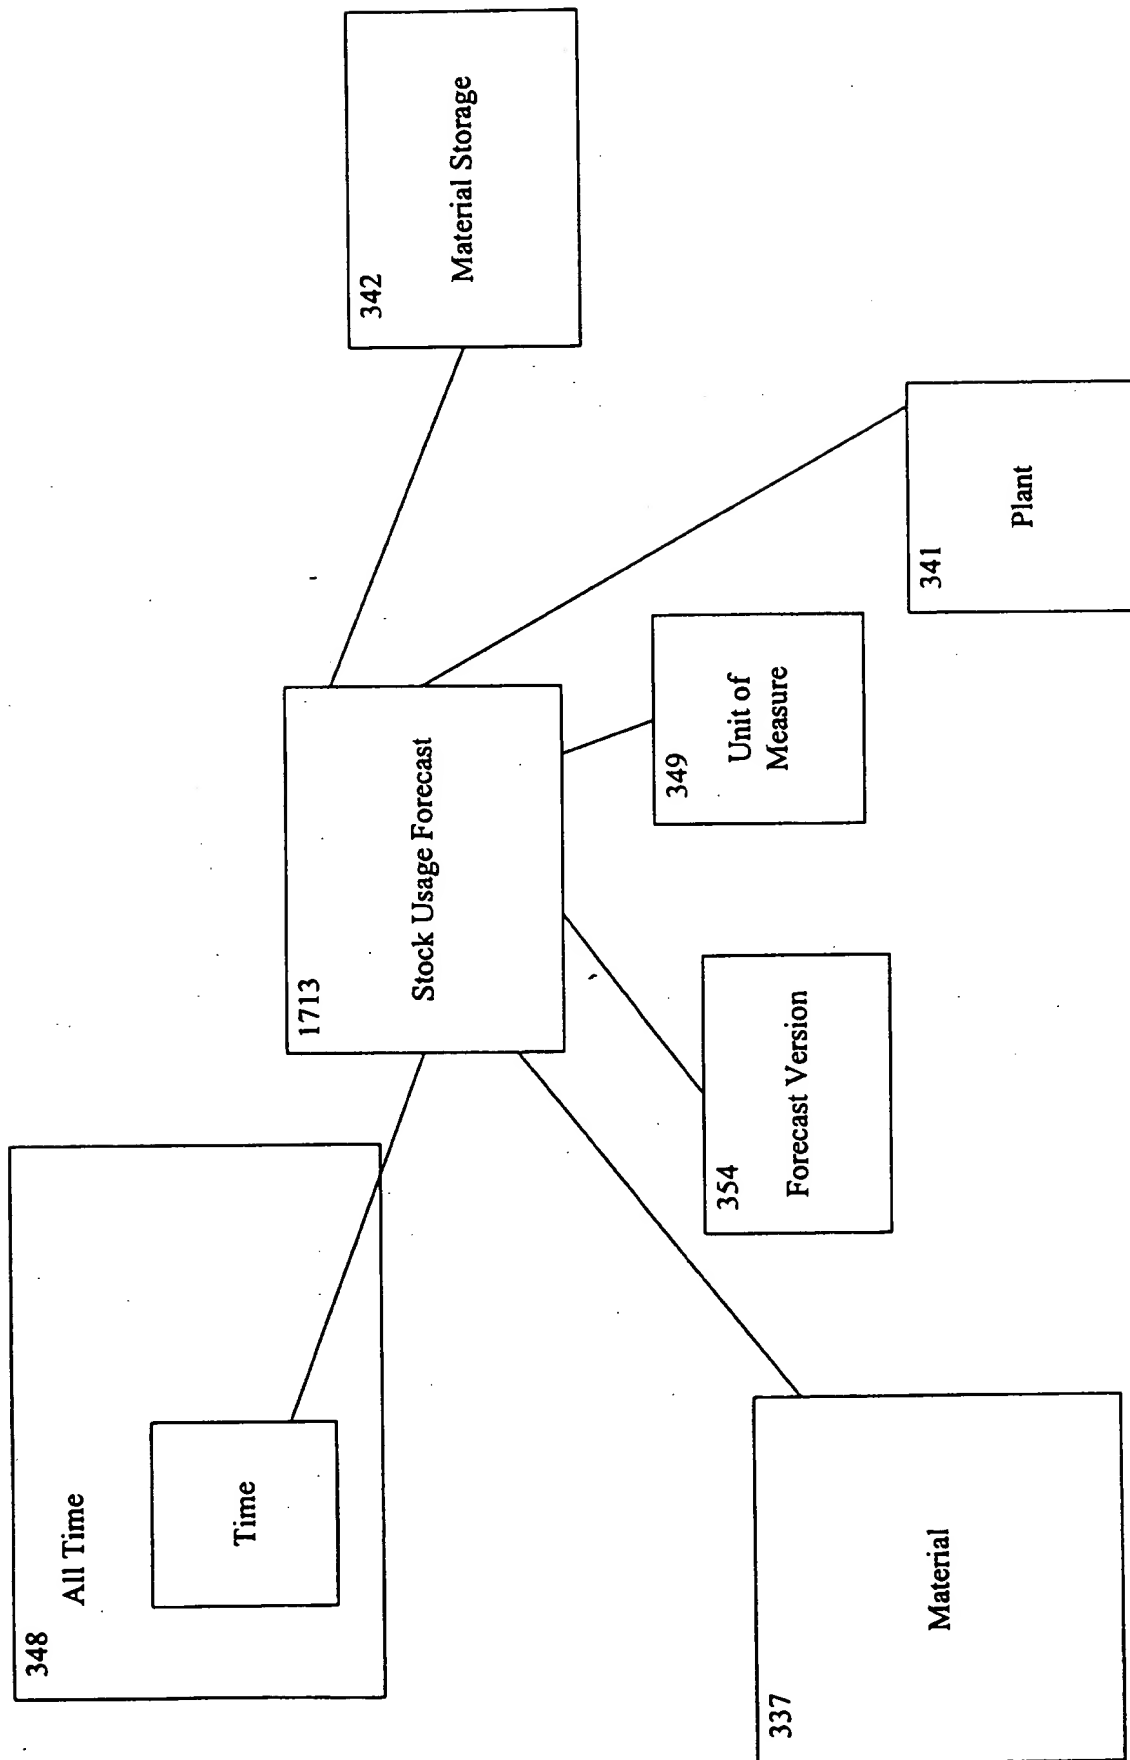 348
All Time
Time
1713
Stock Usage Forecast
342
Material Storage
337
Material
354
Forecast Version
349
Unit of
Measure
341
Plant